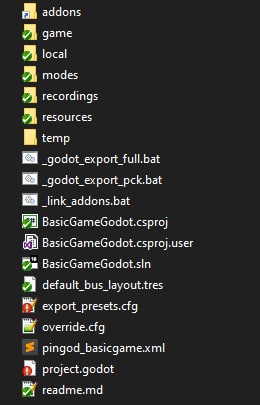 addons
game
local
modes
recordings
resources
temp
_godot_export_full.bat
_godot_export_pck.bat
_link_addons.bat
BasicGameGodot.csproj
BasicGameGodot.csproj.user
BasicGameGodot.sln
default_bus_layout.tres
export_presets.cfg
override.cfg
pingod_basicgame.xml
project.godot
readme.md